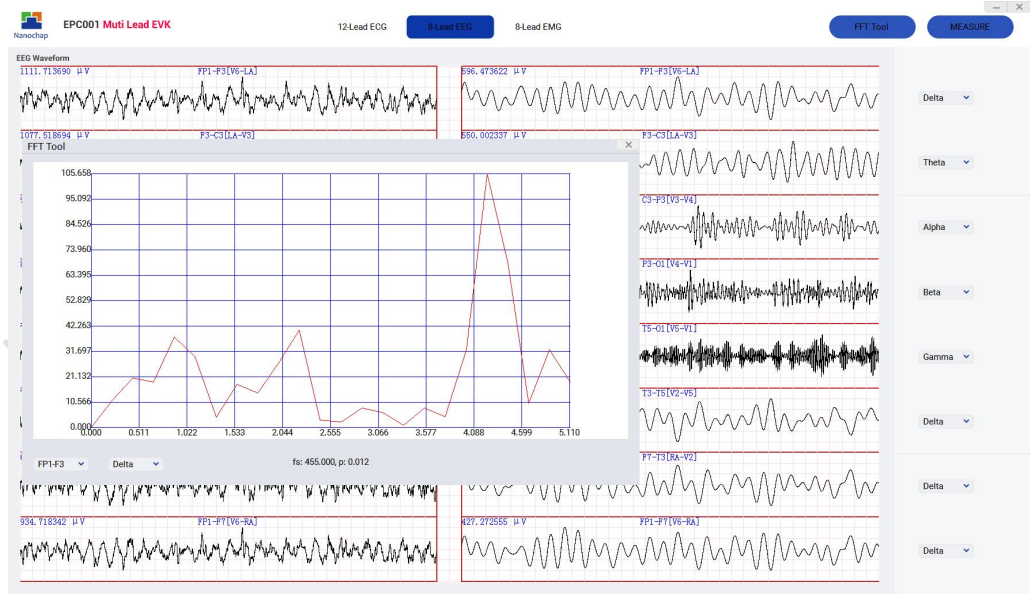 Nanochap
EPC001 Muti Lead EVK
12-Lead ECG
8-Lead EEG
8-Lead EMG
FFT Tool
MEASURE
EEG Waveform
1111.713690 μV
FP1-F3[V6-LA]
596.473622 μV
FP1-F3[V6-LA]
Delta
1077.518694 μV
F3-C3[LA-V3]
550.002337 μV
F3-C3[LA-V3]
Theta
FFT Tool
C3-P3[V3-V4]
Alpha
P3-O1[V4-V1]
Beta
T5-O1[V5-V1]
Gamma
T3-T5[V2-V5]
Delta
F7-T3[RA-V2]
Delta
105.658
95.092
84.526
73.960
63.395
52.829
42.263
31.697
21.132
10.566
0.000
0.000 0.511 1.022 1.533 2.044 2.555 3.066 3.577 4.088 4.599 5.110
FP1-F3
Delta
fs: 455.000, p: 0.012
934.718342 μV
FP1-F7[V6-RA]
427.272555 μV
FP1-F7[V6-RA]
Delta